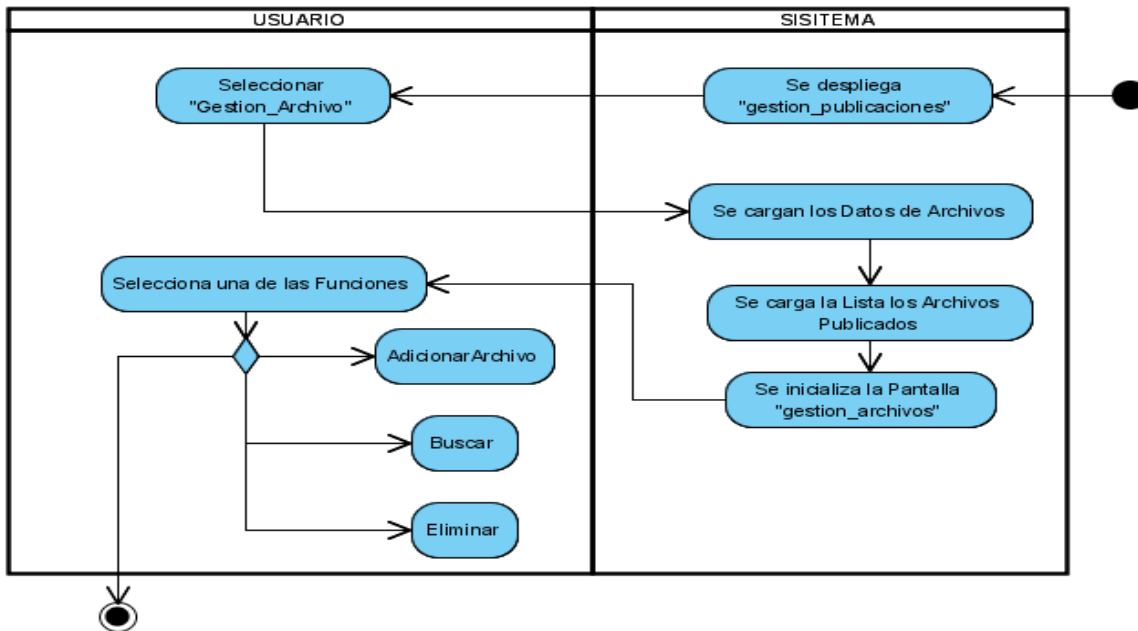 USUARIO
SISITEMA
Seleccionar
"Gestion_Archivo"
Se despliega
"gestion_publicaciones"
Se cargan los Datos de Archivos
Selecciona una de las Funciones
Se carga la Lista los Archivos
Publicados
AdicionarArchivo
Se inicializa la Pantalla
"gestion_archivos"
Buscar
Eliminar